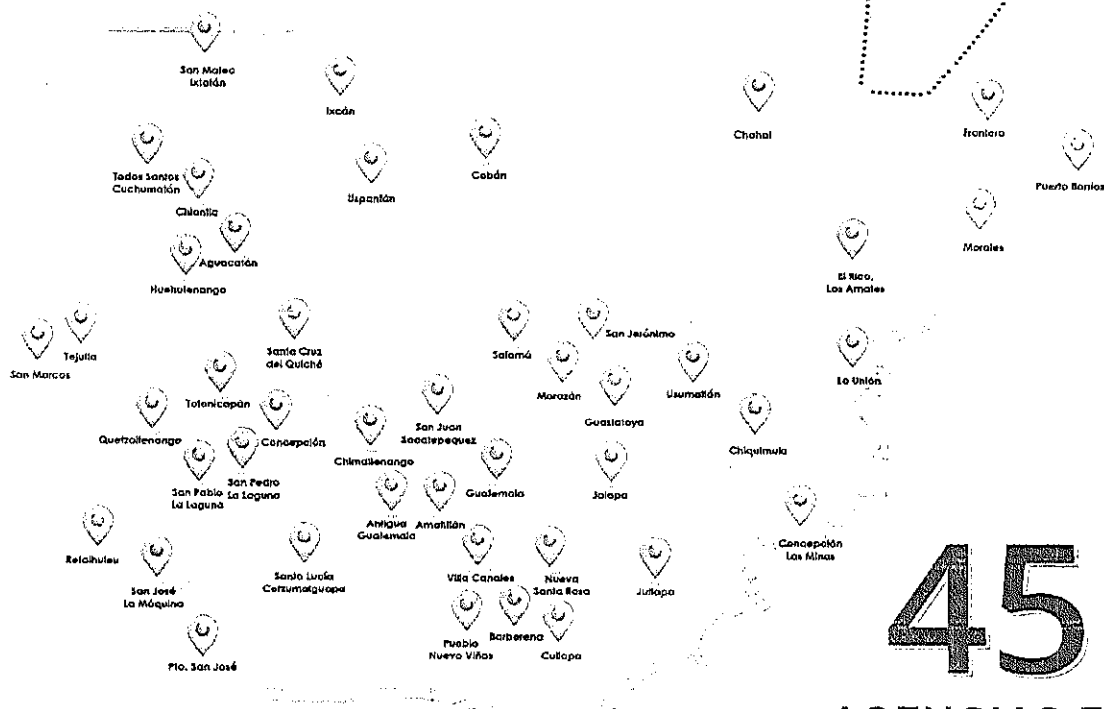 San Mateo
Ixtatán
Ixcán
Chahal
Frontera
Puerto Barrios
Todos Santos
Cuchumatán
Chiantla
Uspantán
Cobán
Morales
Aguacatán
Huehuetenango
El Rico,
Los Amates
San Marcos
Tejutla
Santa Cruz
del Quiché
Salamá
San Jerónimo
Morazán
Usumatlán
La Unión
Totonicapán
Guastatoya
Quetzaltenango
Concepción
San Juan
Sacatepequez
Chimaltenango
Chiquimula
San Pablo
La Laguna
San Pedro
La Laguna
Guatemala
Jalapa
Antigua
Guatemala
Amatitlán
Retalhuleu
San José
La Máquina
Santa Lucía
Cotzumalguapa
Villa Canales
Nueva
Santa Rosa
Jutiapa
Concepción
Las Minas
Pueblo
Nuevo Viñas
Barberena
Cuilapa
Pto. San José
45